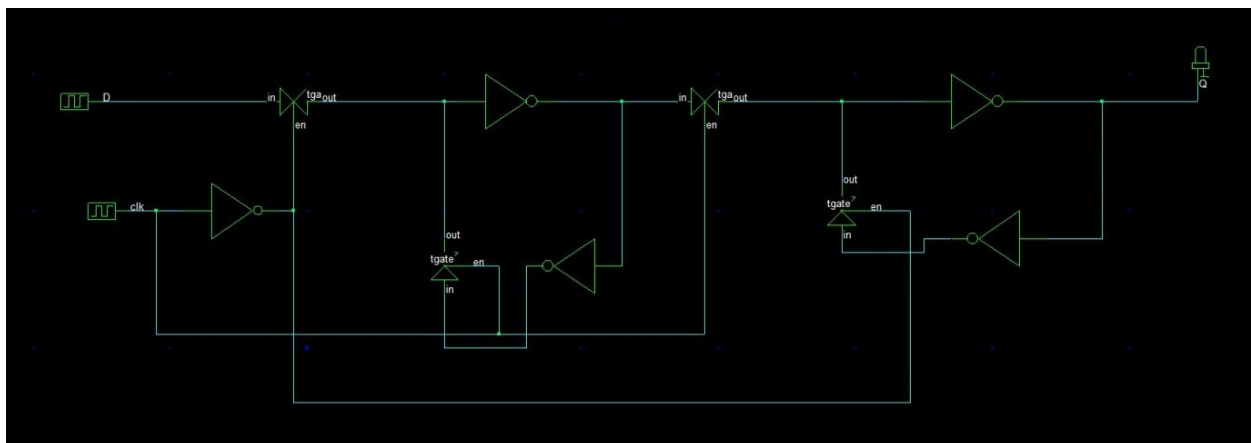 D
in
tga
out
en
in
tga
out
en
Q
clk
out
tgate
en
in
out
tgate
en
in